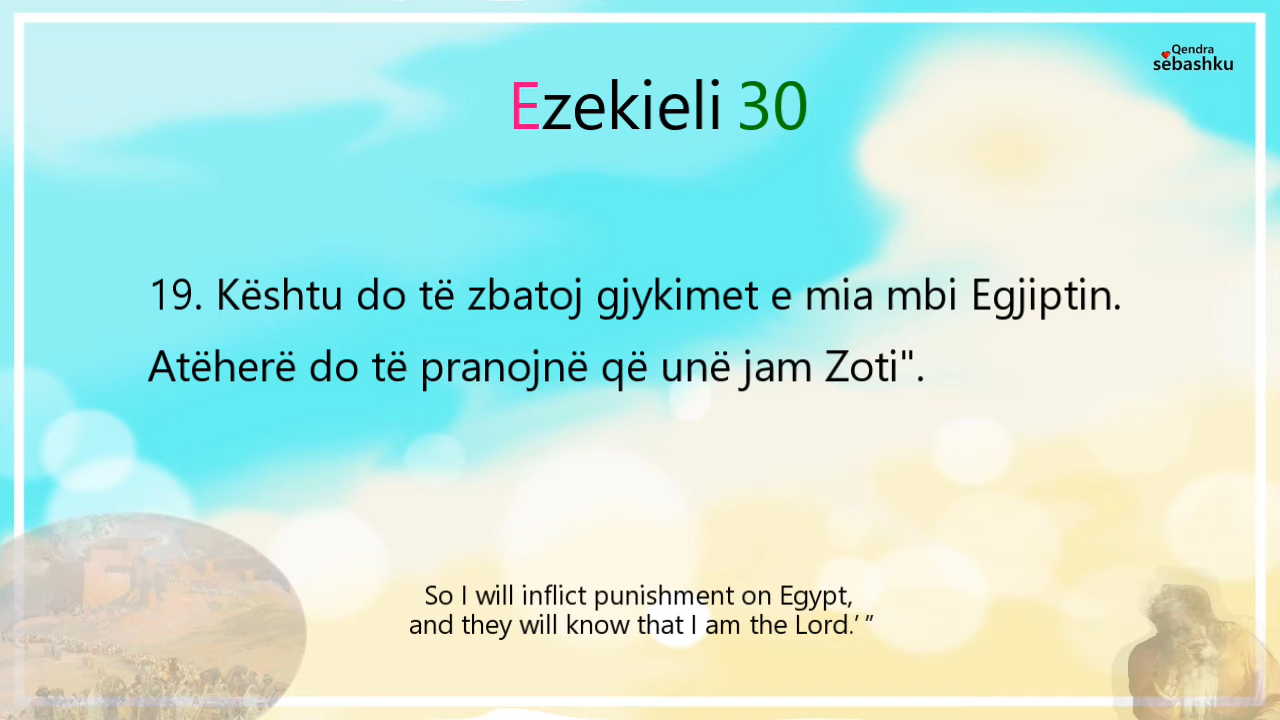 Qendra
sëbashku
Ezekieli 30
19. Kështu do të zbatoj gjykimet e mia mbi Egjiptin.
Atëherë do të pranojnë që unë jam Zoti".
So I will inflict punishment on Egypt,
and they will know that I am the Lord.’ ”